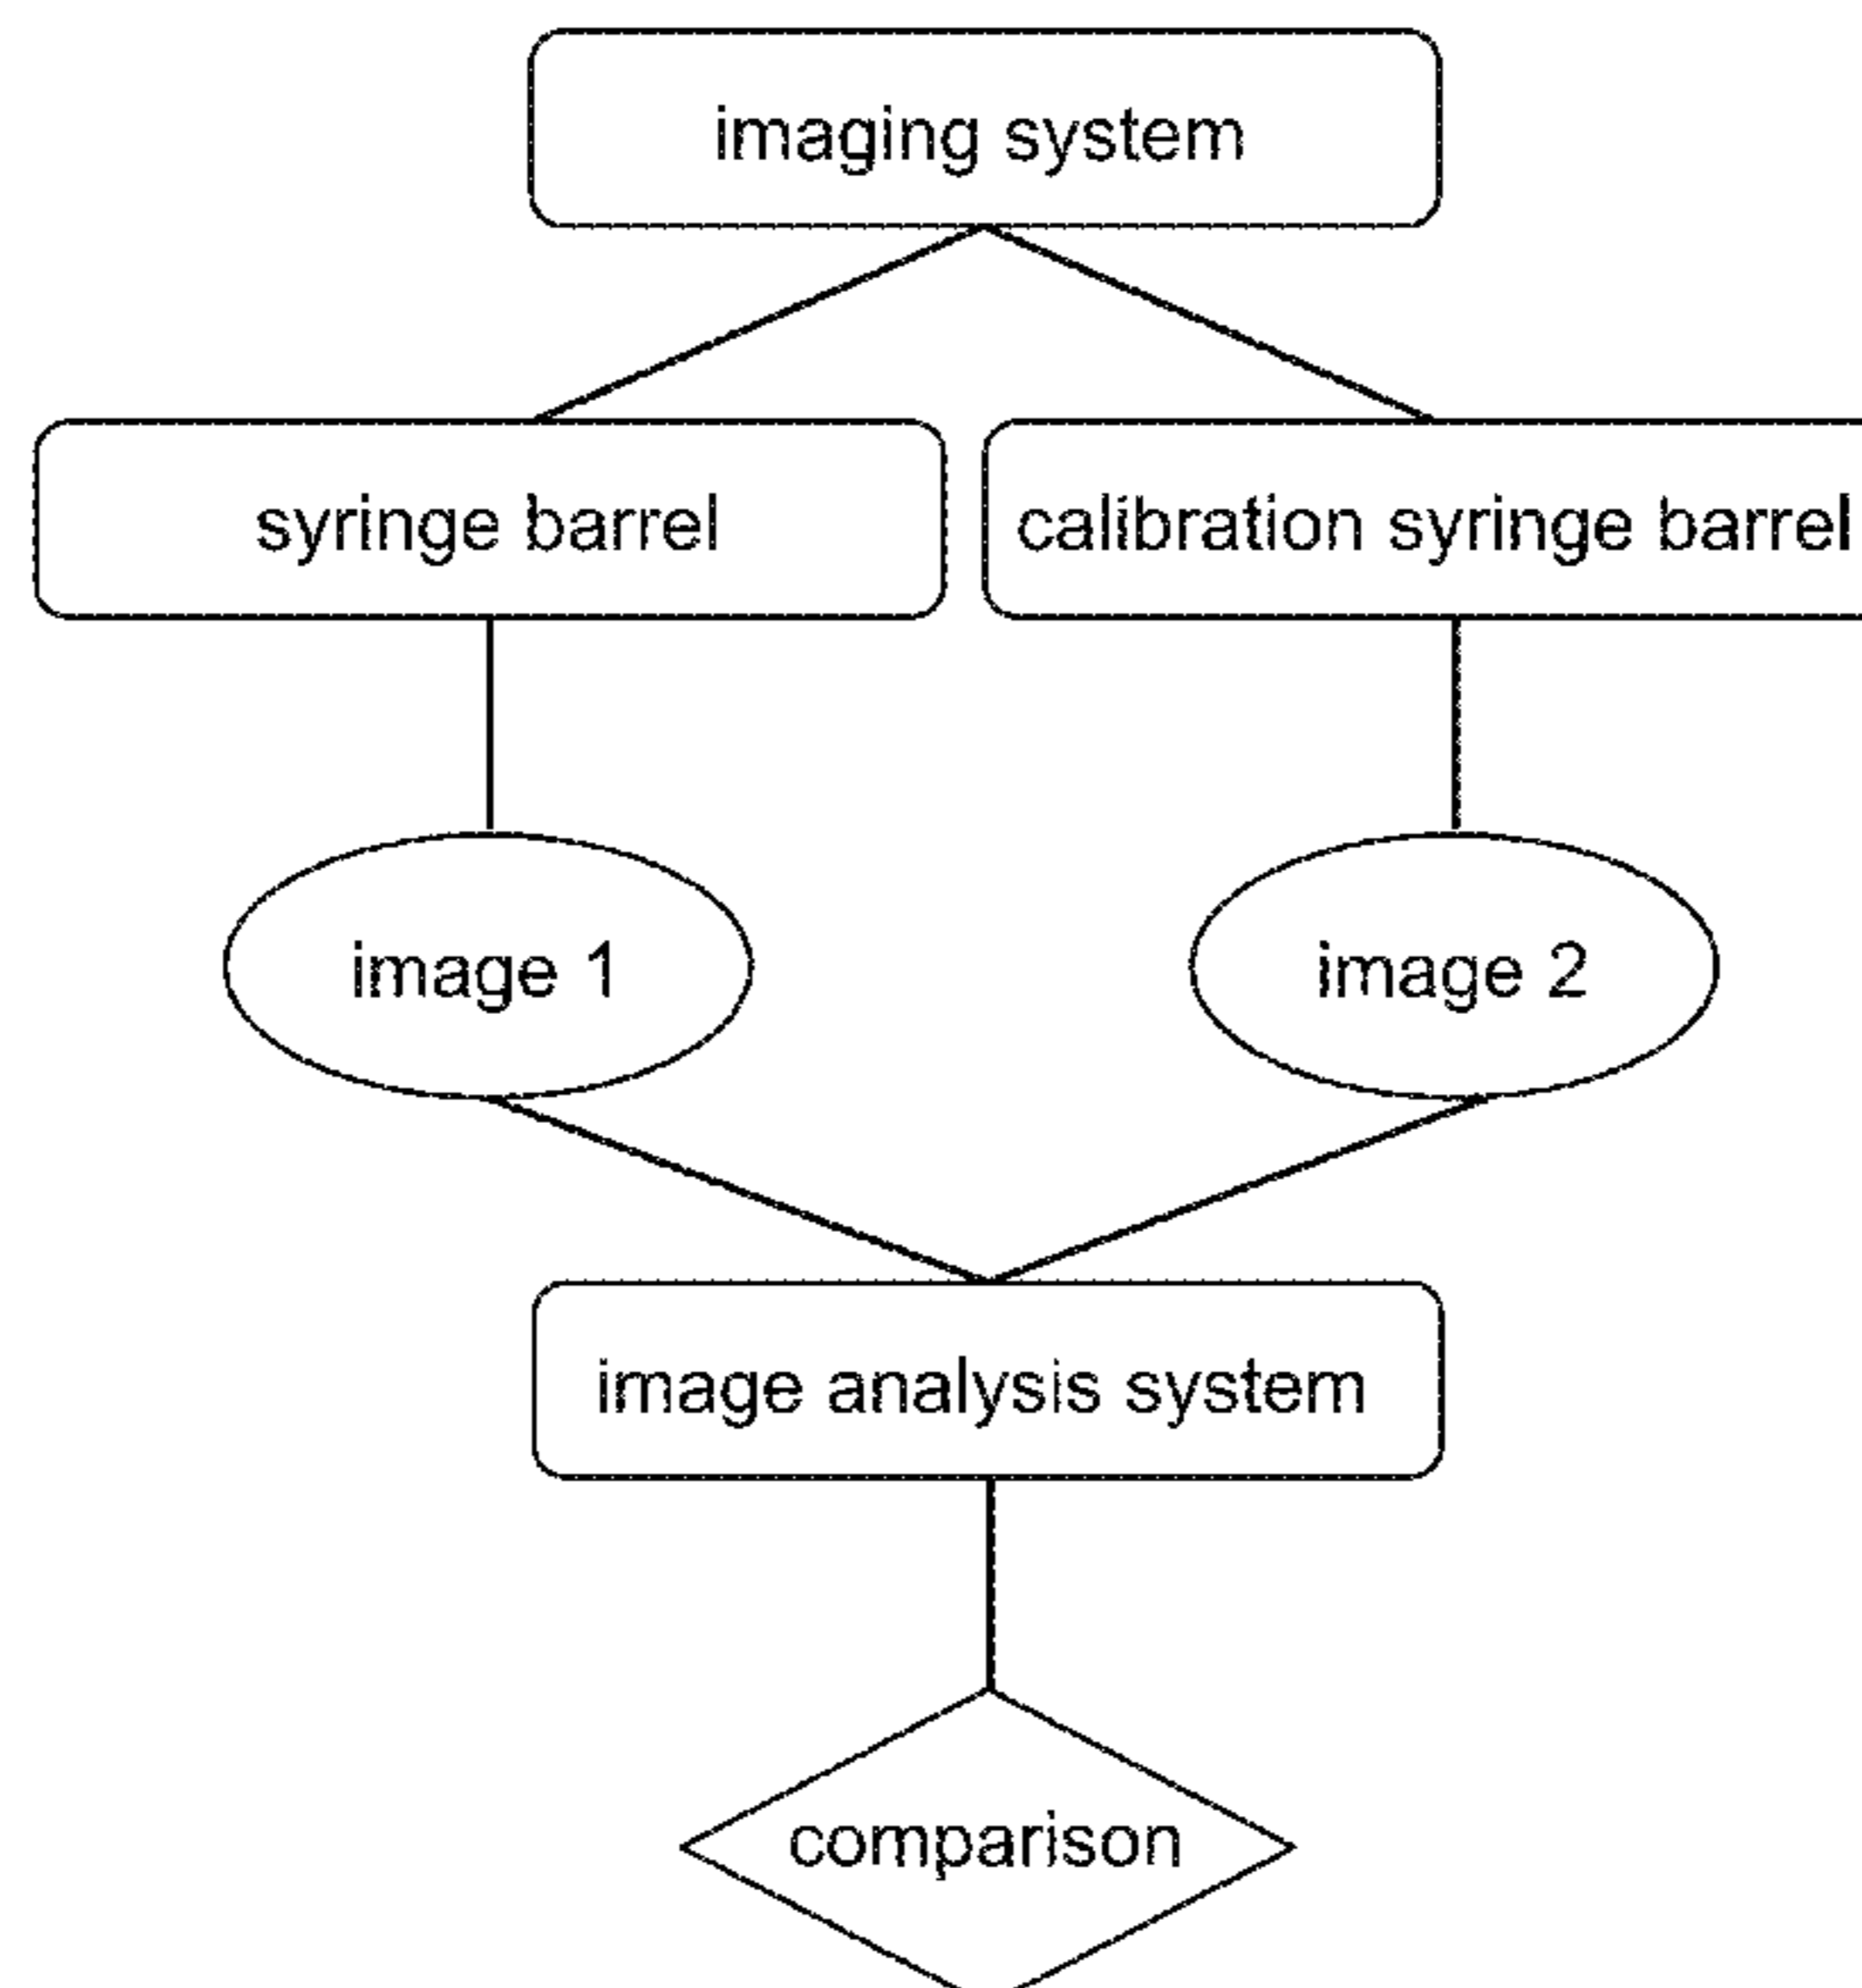 imaging system
syringe barrel
calibration syringe barrel
image 1
image 2
image analysis system
comparison